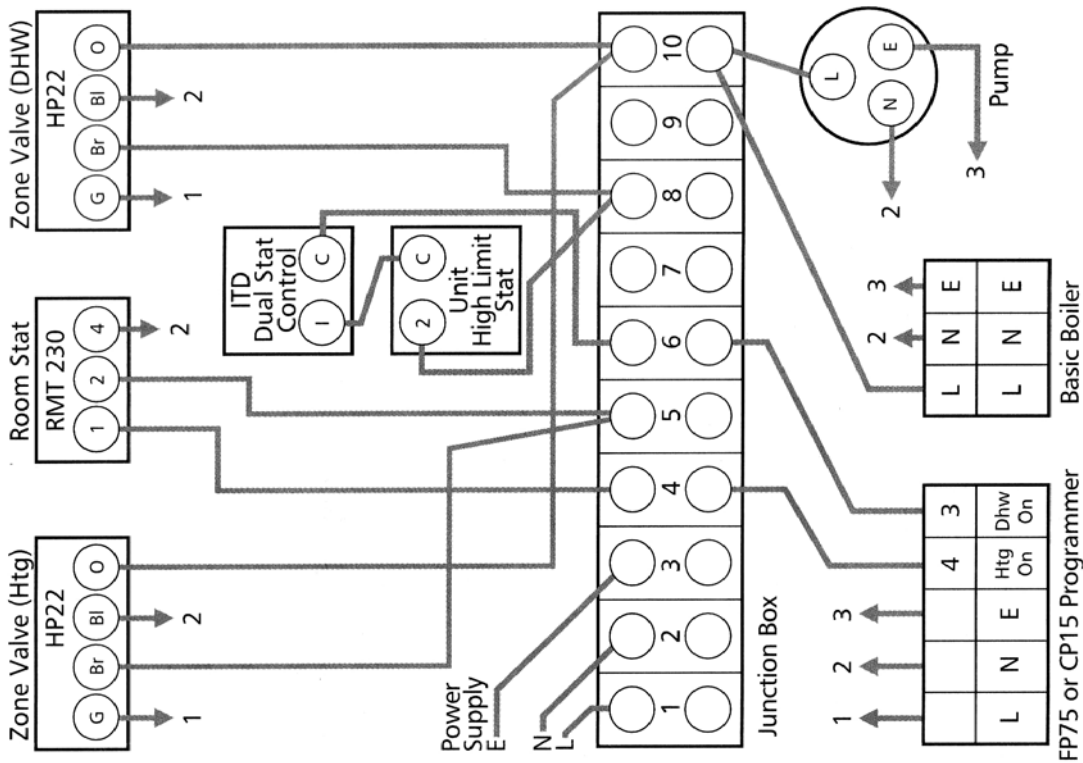 Zone Valve (Htg)
HP22
G Br Bl O
1
2
Room Stat
RMT 230
1 2 4
2
Zone Valve (DHW)
HP22
G Br Bl O
1
2
ITD
Dual Stat
Control
I C
Unit
High Limit
Stat
2 C
Power
Supply
E
N
L
1 2 3 4 5 6 7 8 9 10
Junction Box
1 2 3
4 3
L N E Htg On Dhw On
FP75 or CP15 Programmer
2 3
L N E
L N E
Basic Boiler
L
N E
2
3
Pump